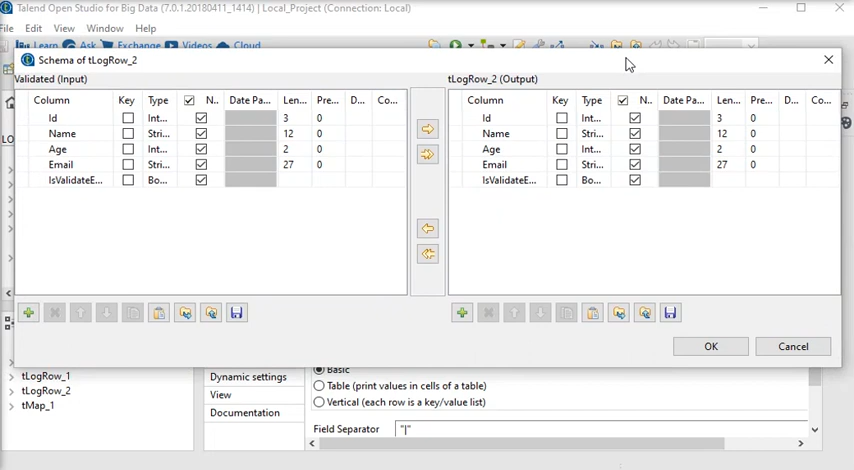 Talend Open Studio for Big Data (7.0.1.20180411_1414) | Local_Project (Connection: Local)
File Edit View Window Help
Learn Ask Exchange Videos Cloud
Schema of tLogRow_2
Validated (Input) tLogRow_2 (Output)
Column Key Type N.. Date Pa... Len... Pre... D... Co... Column Key Type N.. Date Pa... Len... Pre... D... Co...
Id Int... 3 0 Id Int... 3 0
Name Stri... 12 0 Name Stri... 12 0
Age Int... 2 0 Age Int... 2 0
Email Stri... 27 0 Email Stri... 27 0
IsValidateE... Bo... IsValidateE... Bo...
LO
OK Cancel
Basic
tLogRow_1 Dynamic settings Table (print values in cells of a table)
tLogRow_2 View Vertical (each row is a key/value list)
tMap_1 Documentation
Field Separator "|"